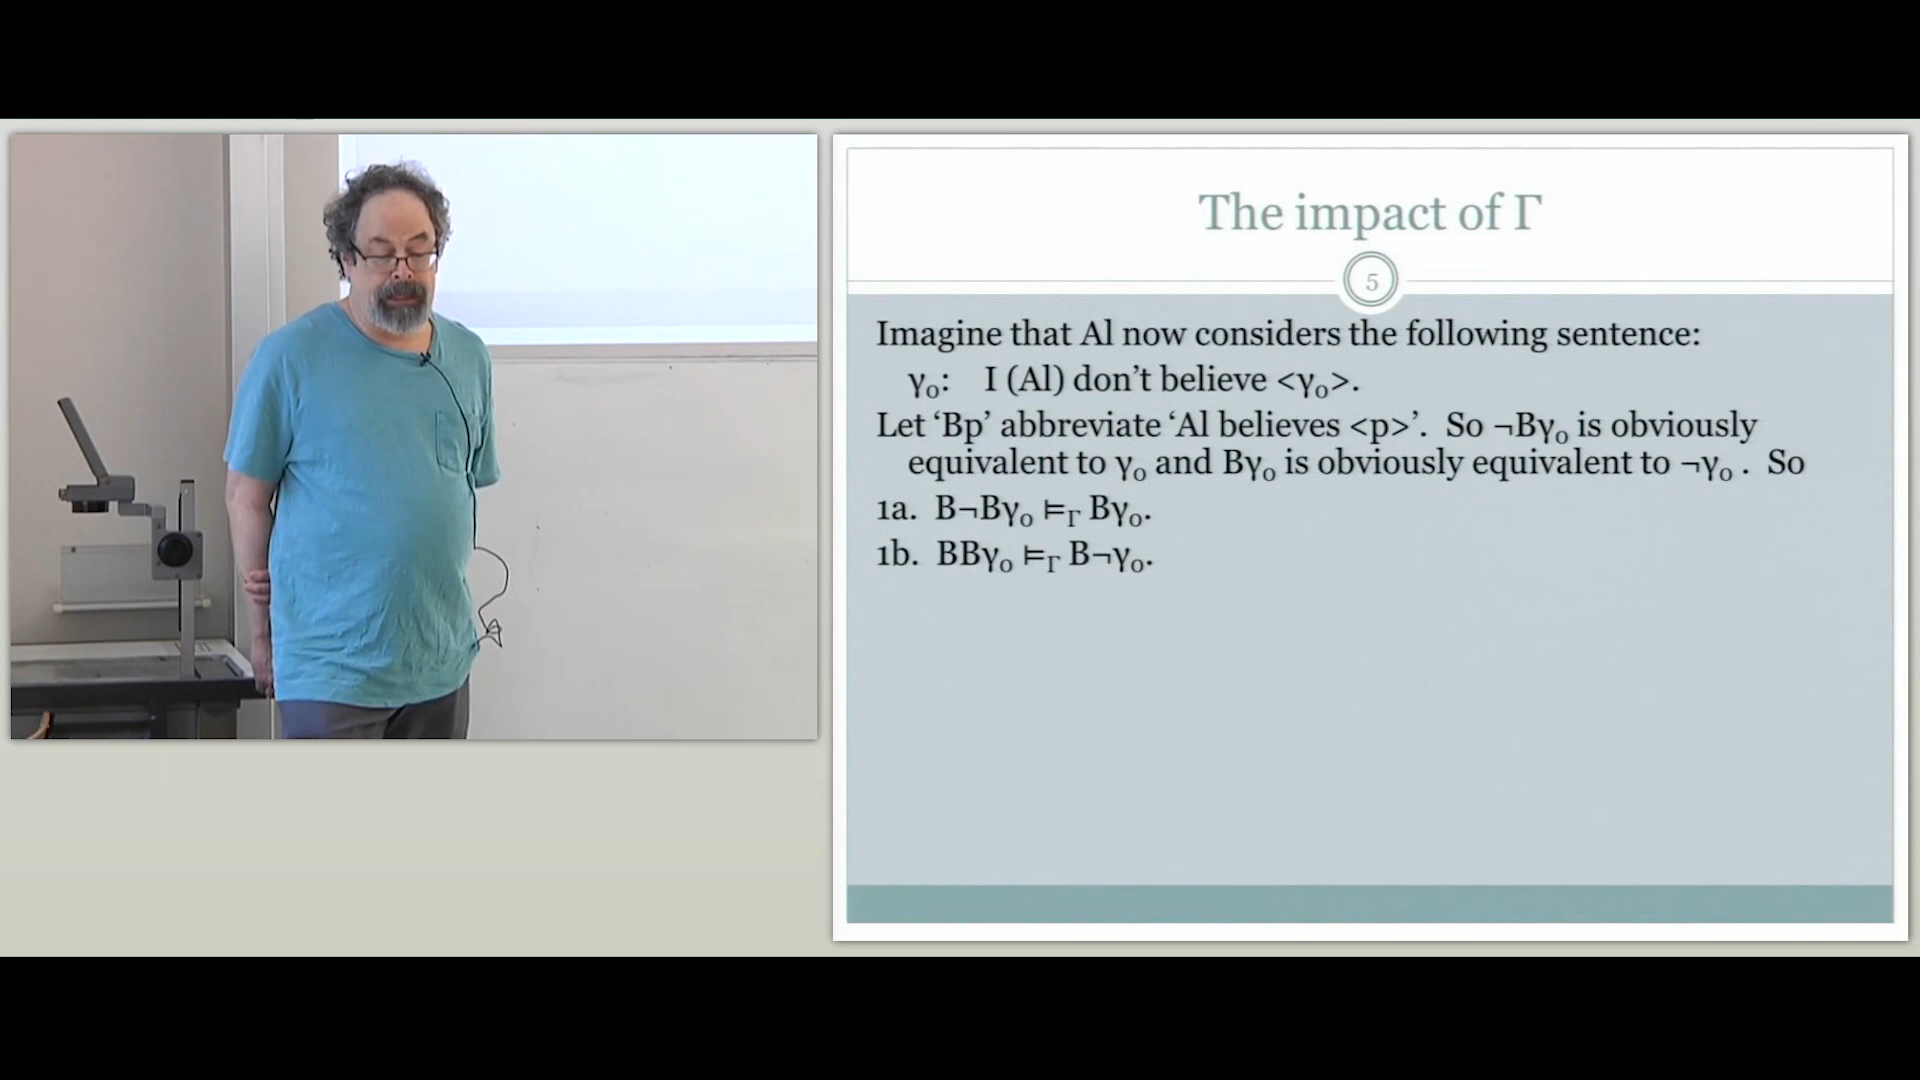 The impact of Γ
5
Imagine that Al now considers the following sentence:
γ₀: I (Al) don't believe <γ₀>.
Let ‘Bp’ abbreviate ‘Al believes <p>’. So ¬Bγ₀ is obviously
equivalent to γ₀ and Bγ₀ is obviously equivalent to ¬γ₀ . So
1a. B¬Bγ₀ ⊨Γ Bγ₀.
1b. BBγ₀ ⊨Γ B¬γ₀.